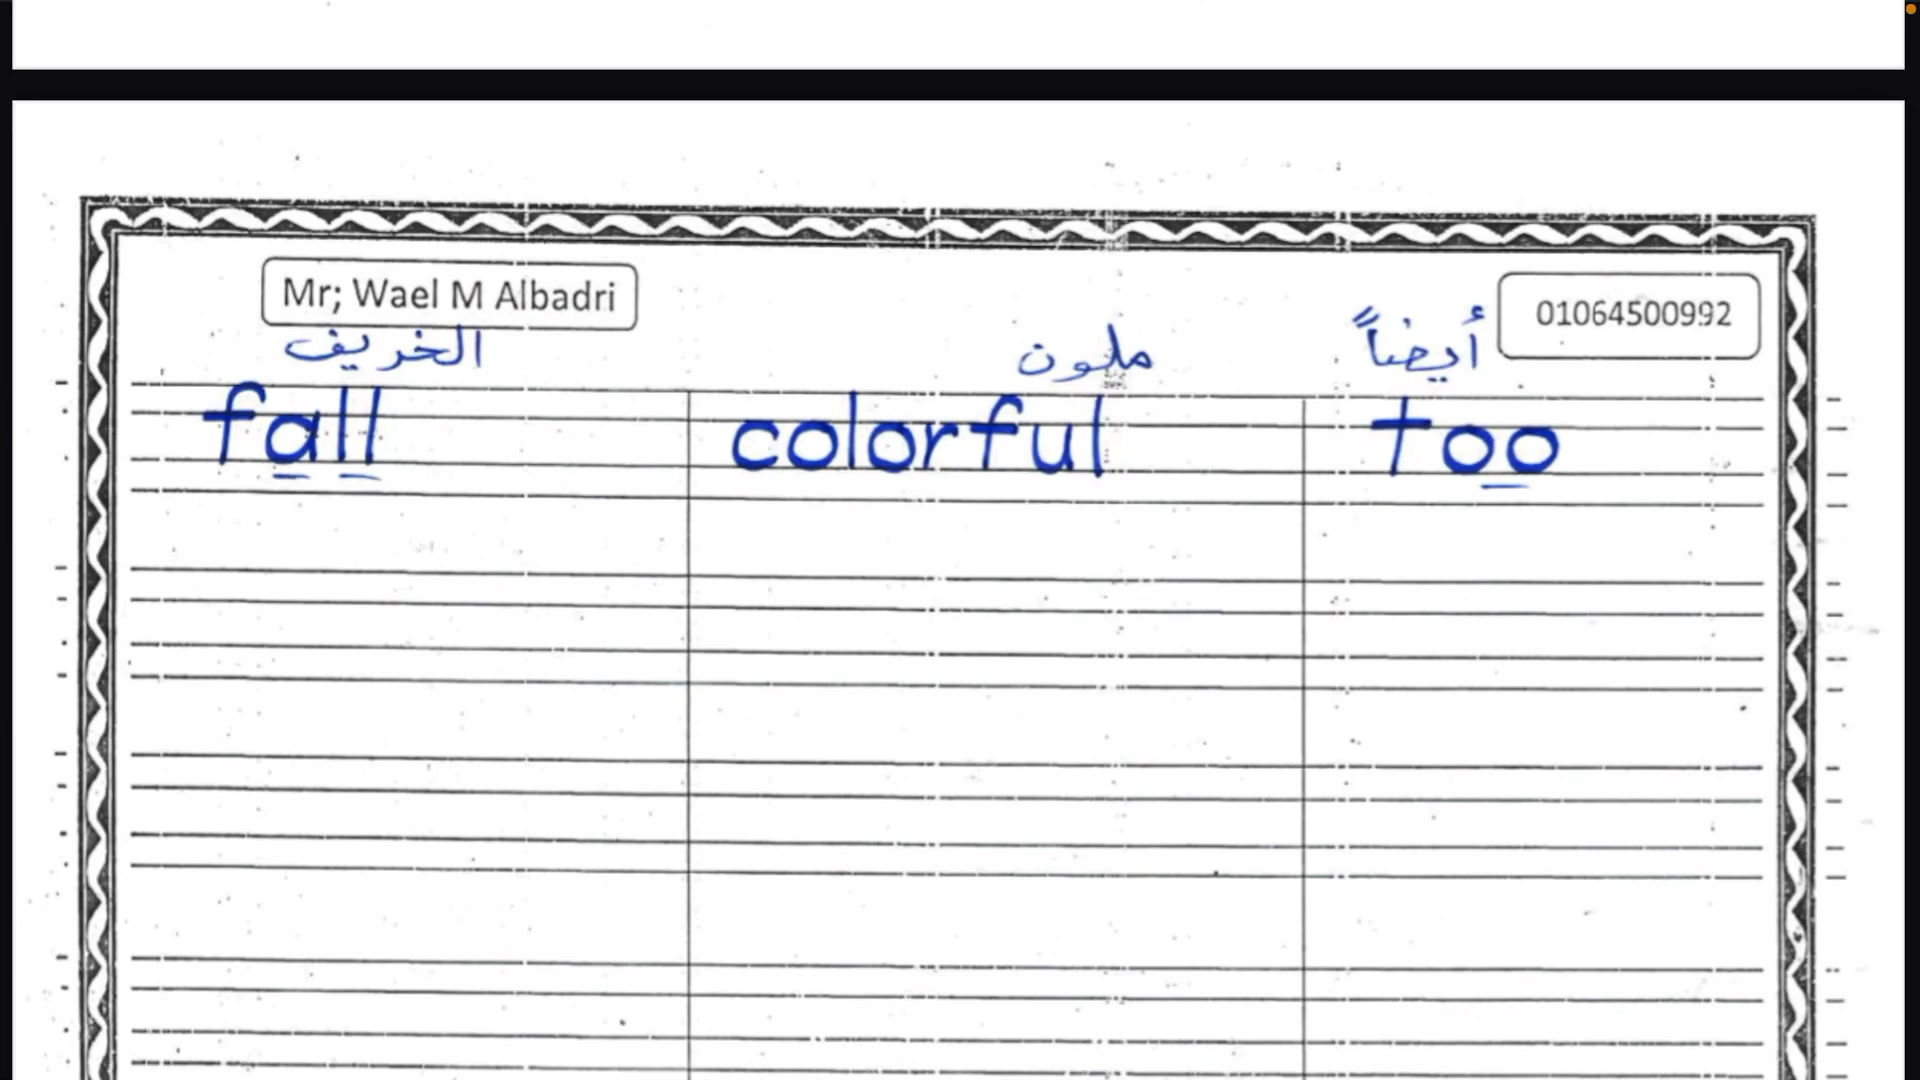 Mr; Wael M Albadri
01064500992
الخريف
ملون
أيضاً
fall
colorful
too